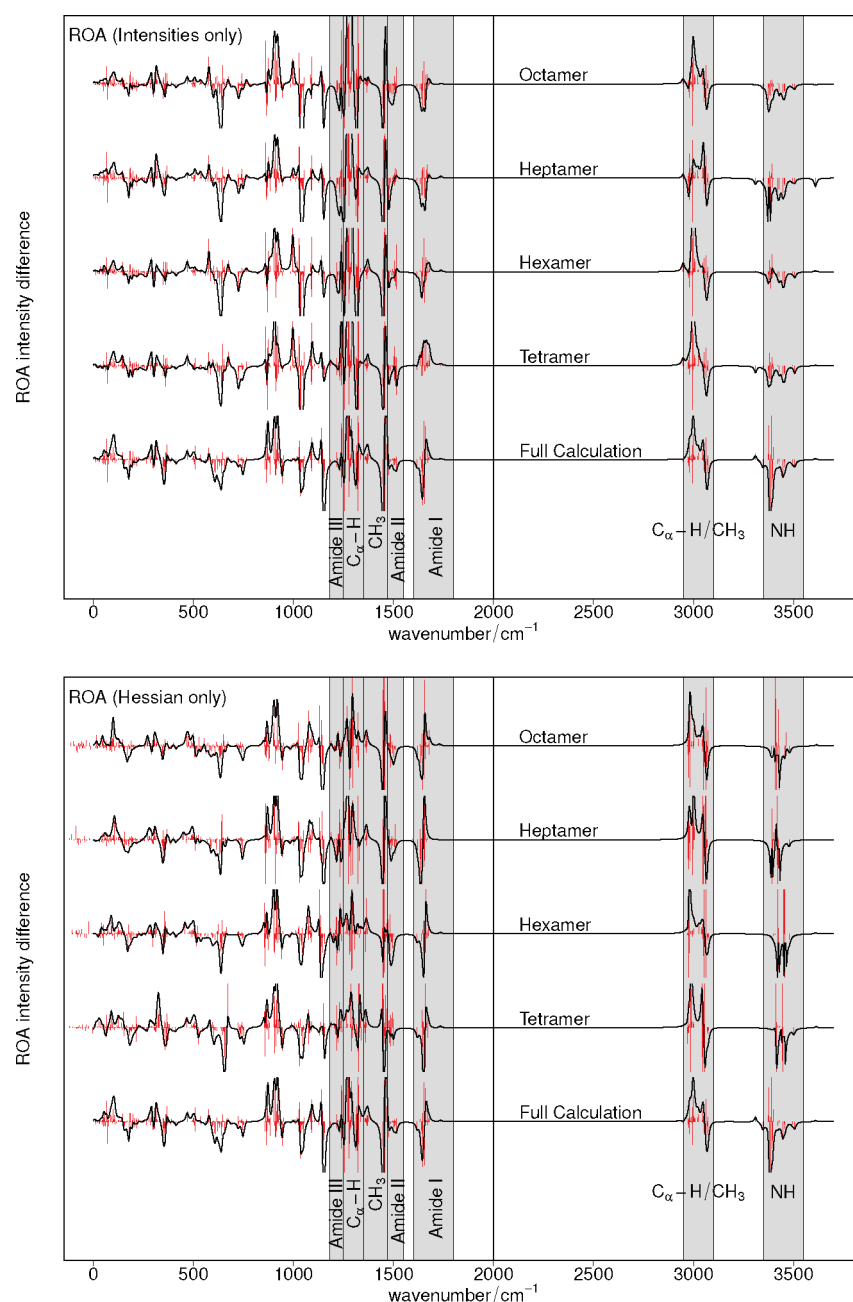 ROA (Intensities only)
Octamer
Heptamer
Hexamer
Tetramer
Full Calculation
ROA intensity difference
Amide III
Cα−H
CH3
Amide II
Amide I
Cα−H/CH3
NH
0 500 1000 1500 2000 2500 3000 3500
wavenumber/cm−1
ROA (Hessian only)
Octamer
Heptamer
Hexamer
Tetramer
Full Calculation
ROA intensity difference
Amide III
Cα−H
CH3
Amide II
Amide I
Cα−H/CH3
NH
0 500 1000 1500 2000 2500 3000 3500
wavenumber/cm−1